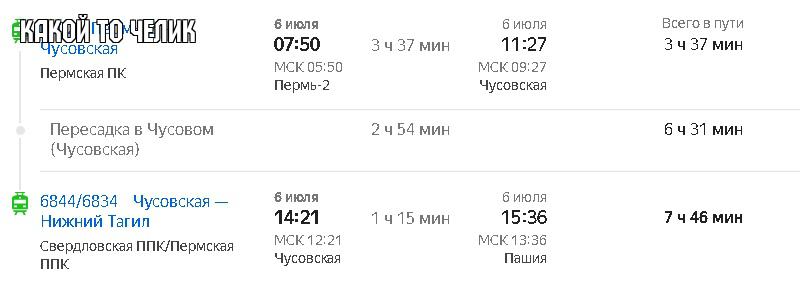 КАКОЙ ТО ЧЕЛИК
6 июля
6 июля
Всего в пути
Чусовская
07:50
3 ч 37 мин
11:27
3 ч 37 мин
Пермская ПК
МСК 05:50
МСК 09:27
Пермь-2
Чусовская
Пересадка в Чусовом
(Чусовская)
2 ч 54 мин
6 ч 31 мин
6844/6834 Чусовская —
Нижний Тагил
6 июля
14:21
1 ч 15 мин
6 июля
15:36
7 ч 46 мин
Свердловская ППК/Пермская
ППК
МСК 12:21
Чусовская
МСК 13:36
Пашия